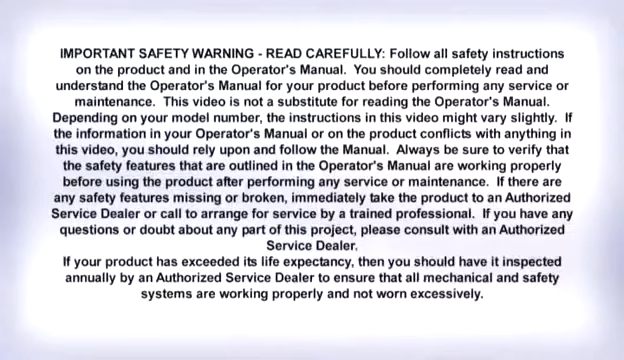 IMPORTANT SAFETY WARNING - READ CAREFULLY: Follow all safety instructions
on the product and in the Operator's Manual. You should completely read and
understand the Operator's Manual for your product before performing any service or
maintenance. This video is not a substitute for reading the Operator's Manual.
Depending on your model number, the instructions in this video might vary slightly. If
the information in your Operator's Manual or on the product conflicts with anything in
this video, you should rely upon and follow the Manual. Always be sure to verify that
the safety features that are outlined in the Operator's Manual are working properly
before using the product after performing any service or maintenance. If there are
any safety features missing or broken, immediately take the product to an Authorized
Service Dealer or call to arrange for service by a trained professional. If you have any
questions or doubt about any part of this project, please consult with an Authorized
Service Dealer.
If your product has exceeded its life expectancy, then you should have it inspected
annually by an Authorized Service Dealer to ensure that all mechanical and safety
systems are working properly and not worn excessively.